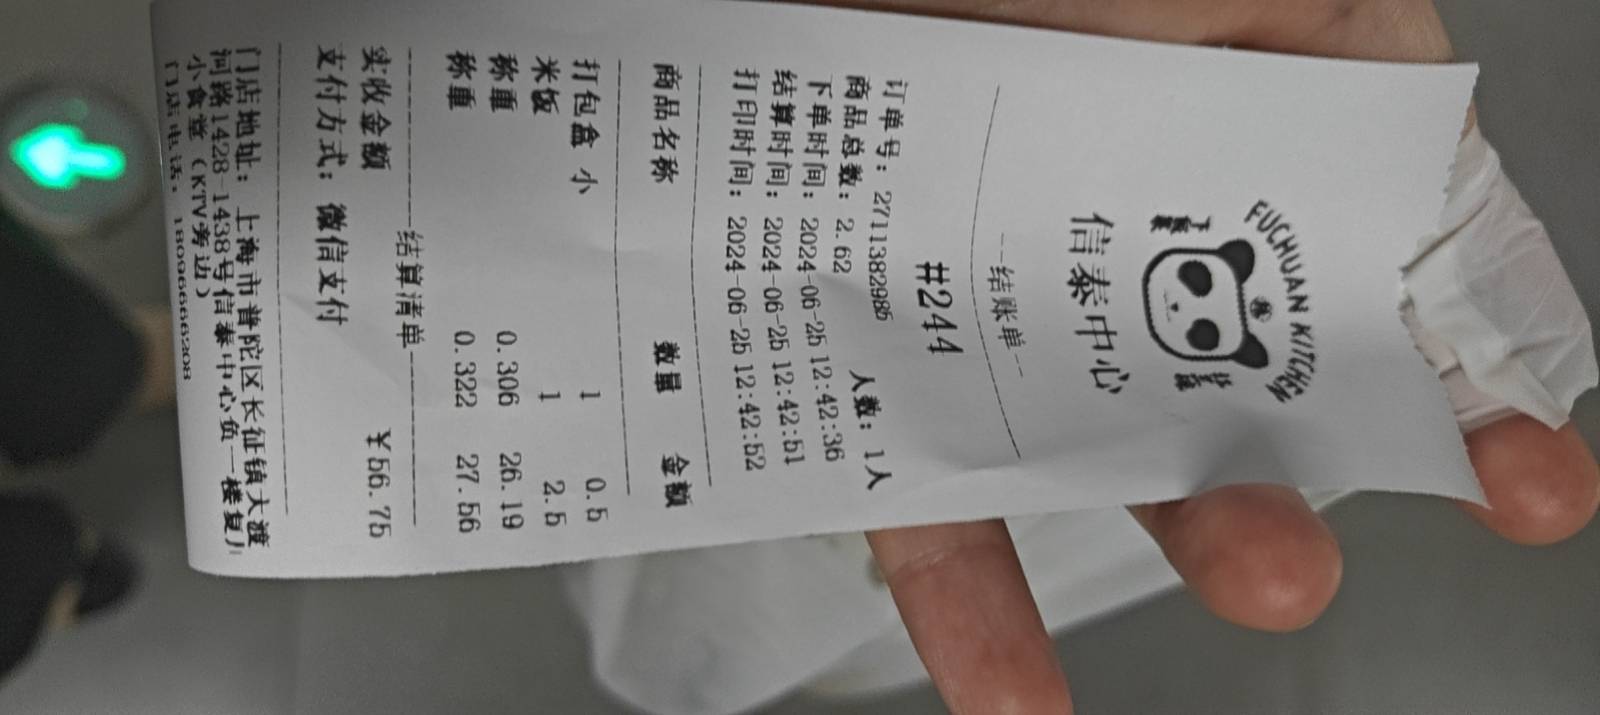 FUCHUAN KITCHEN
信泰中心
--结账单--
#244
订单号：2711382985
商品总数：2.62 人数：1人
下单时间：2024-06-25 12:42:36
结算时间：2024-06-25 12:42:51
打印时间：2024-06-25 12:42:52
商品名称 数量 金额
打包盒 小 1 0.5
米饭 1 2.5
称重 0.306 26.19
称重 0.322 27.56
结算清单
实收金额 ￥56.75
支付方式：微信支付
门店地址：上海市普陀区长征镇大渡
河路1428-1438号信泰中心负一楼复川
小食堂（KTV旁边）
门店电话：18096666208